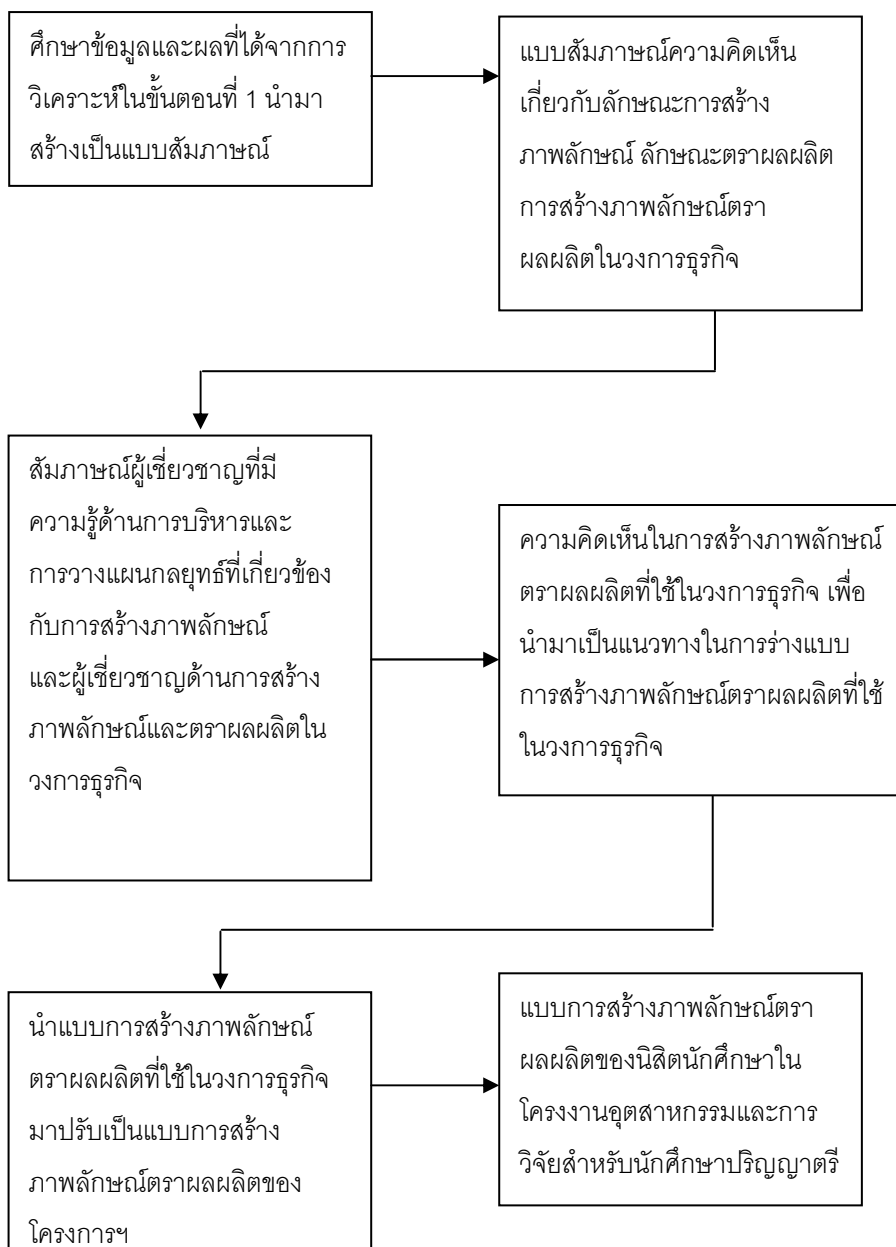 ศึกษาข้อมูลและผลที่ได้จากการ
วิเคราะห์ในขั้นตอนที่ 1 นำมา
สร้างเป็นแบบสัมภาษณ์
แบบสัมภาษณ์ความคิดเห็น
เกี่ยวกับลักษณะการสร้าง
ภาพลักษณ์ ลักษณะตราผลผลิต
การสร้างภาพลักษณ์ตรา
ผลผลิตในวงการธุรกิจ
สัมภาษณ์ผู้เชี่ยวชาญที่มี
ความรู้ด้านการบริหารและ
การวางแผนกลยุทธ์ที่เกี่ยวข้อง
กับการสร้างภาพลักษณ์
และผู้เชี่ยวชาญด้านการสร้าง
ภาพลักษณ์และตราผลผลิตใน
วงการธุรกิจ
ความคิดเห็นในการสร้างภาพลักษณ์
ตราผลผลิตที่ใช้ในวงการธุรกิจ เพื่อ
นำมาเป็นแนวทางในการร่างแบบ
การสร้างภาพลักษณ์ตราผลผลิตที่ใช้
ในวงการธุรกิจ
นำแบบการสร้างภาพลักษณ์
ตราผลผลิตที่ใช้ในวงการธุรกิจ
มาปรับเป็นแบบการสร้าง
ภาพลักษณ์ตราผลผลิตของ
โครงการฯ
แบบการสร้างภาพลักษณ์ตรา
ผลผลิตของนิสิตนักศึกษาใน
โครงงานอุตสาหกรรมและการ
วิจัยสำหรับนักศึกษาปริญญาตรี